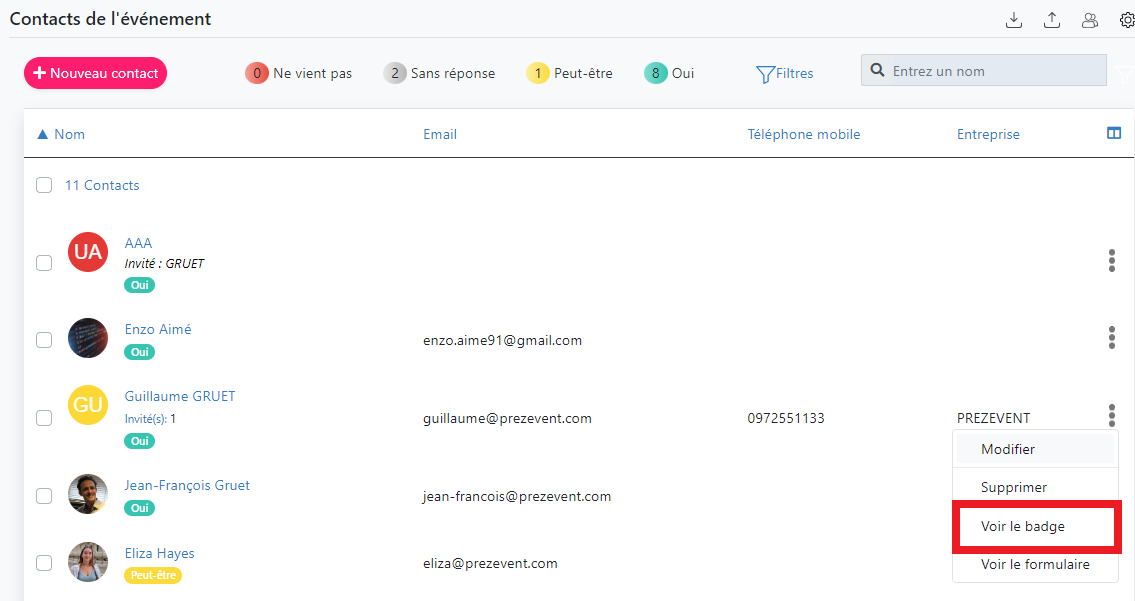 Contacts de l'événement
Nouveau contact
0 Ne vient pas
2 Sans réponse
1 Peut-être
8 Oui
Filtres
Entrez un nom
Nom Email Téléphone mobile Entreprise
11 Contacts
UA
AAA
Invité : GRUET
Oui
Enzo Aimé
Oui
enzo.aime91@gmail.com
GU
Guillaume GRUET
Invité(s): 1
Oui
guillaume@prezevent.com
0972551133
PREZEVENT
Modifier
Supprimer
Voir le badge
Voir le formulaire
Jean-François Gruet
Oui
jean-francois@prezevent.com
Eliza Hayes
Peut-être
eliza@prezevent.com